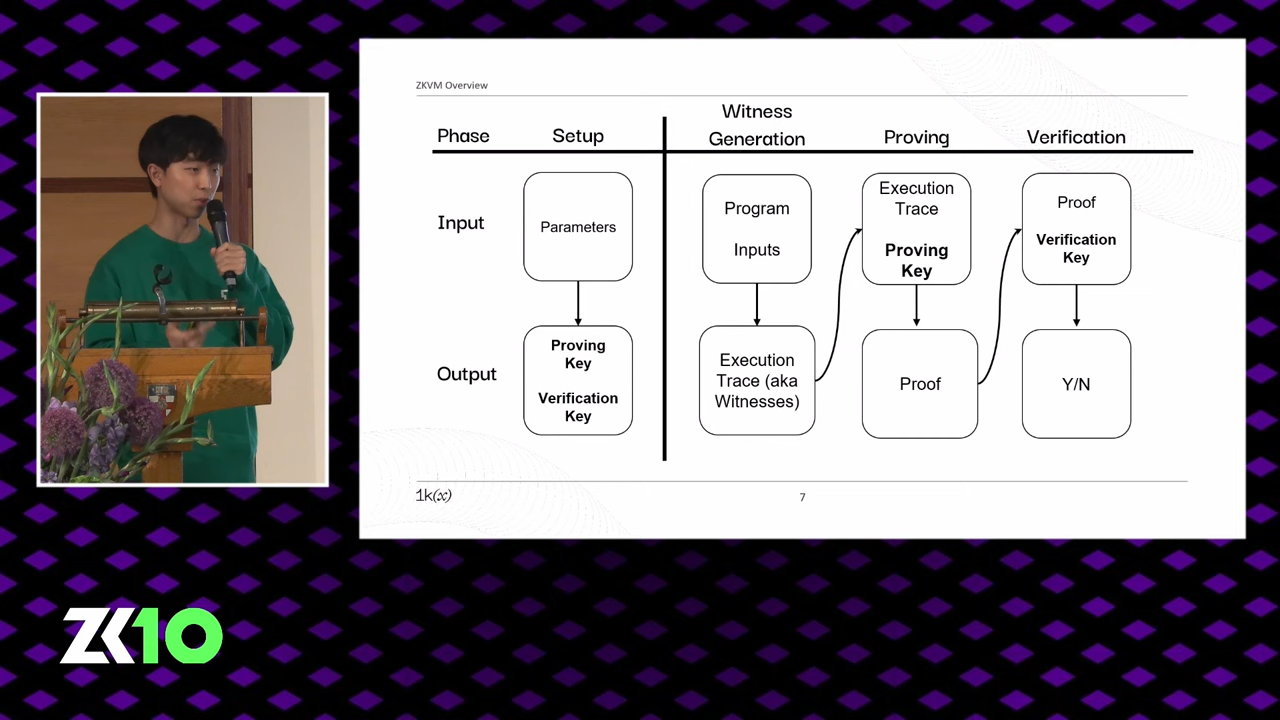 ZKVM Overview
Phase
Setup
Witness
Generation
Proving
Verification
Input
Parameters
Program
Inputs
Execution
Trace
Proving
Key
Proof
Verification
Key
Output
Proving
Key
Verification
Key
Execution
Trace (aka
Witnesses)
Proof
Y/N
1k(x)
7
ZK10